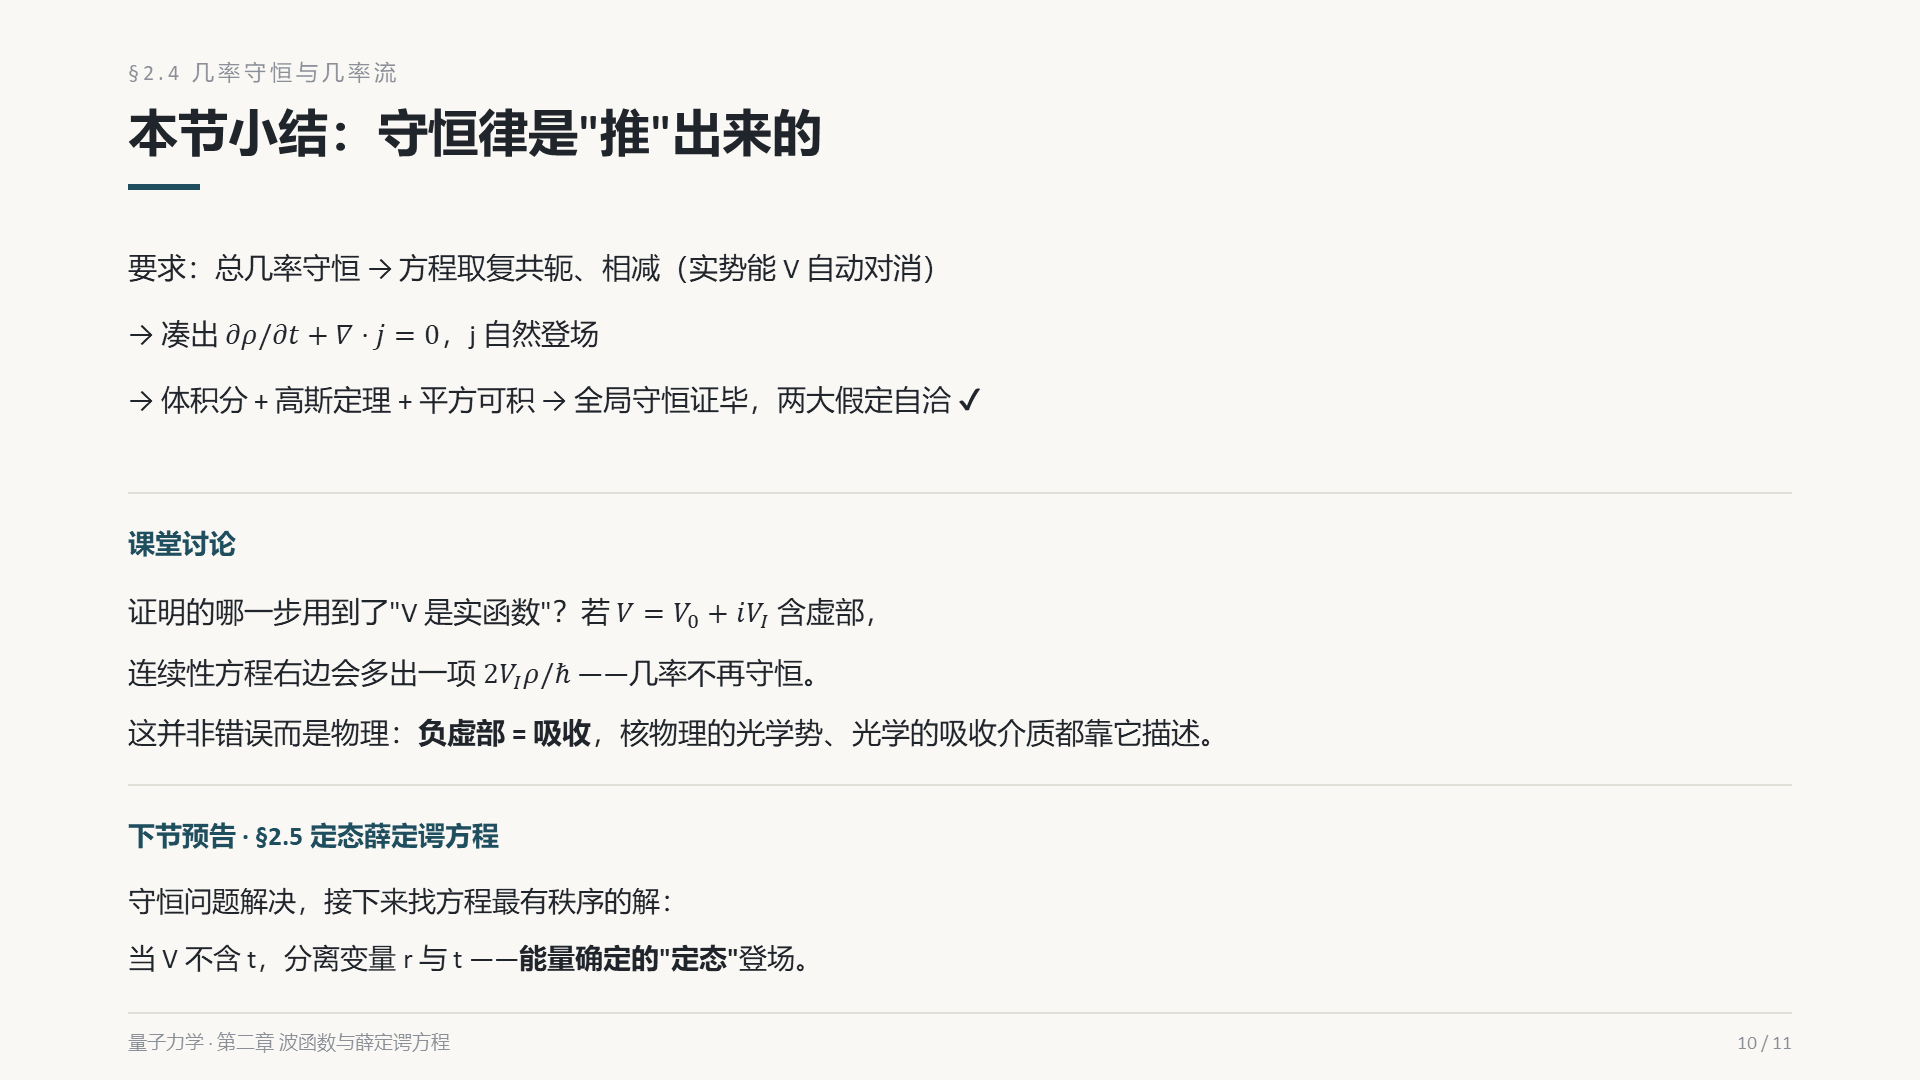 §2.4 几率守恒与几率流
本节小结：守恒律是"推"出来的
要求：总几率守恒 → 方程取复共轭、相减（实势能 V 自动对消）
→ 凑出 ∂ρ/∂t + ∇ · j = 0，j 自然登场
→ 体积分 + 高斯定理 + 平方可积 → 全局守恒证毕，两大假定自洽 ✓
课堂讨论
证明的哪一步用到了"V 是实函数"？若 V = V₀ + iV_I 含虚部，
连续性方程右边会多出一项 2V_Iρ/ℏ ——几率不再守恒。
这并非错误而是物理：负虚部 = 吸收，核物理的光学势、光学的吸收介质都靠它描述。
下节预告 · §2.5 定态薛定谔方程
守恒问题解决，接下来找方程最有秩序的解：
当 V 不含 t，分离变量 r 与 t ——能量确定的"定态"登场。
量子力学 · 第二章 波函数与薛定谔方程
10 / 11